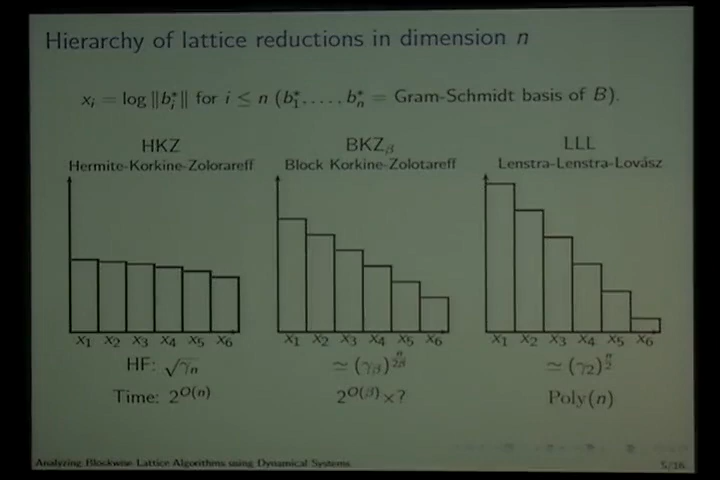 Hierarchy of lattice reductions in dimension n
xᵢ = log ‖bᵢ*‖ for i ≤ n (b₁*, . . . , bₙ* = Gram-Schmidt basis of B).
HKZ
Hermite-Korkine-Zolorareff
BKZ_β
Block Korkine-Zolotareff
LLL
Lenstra-Lenstra-Lovász
x₁ x₂ x₃ x₄ x₅ x₆
x₁ x₂ x₃ x₄ x₅ x₆
x₁ x₂ x₃ x₄ x₅ x₆
HF: √γₙ ≃ (γ_β)^{n/2β} ≃ (γ₂)^{n/2}
Time: 2^{O(n)} 2^{O(β)} ×? Poly(n)
Analyzing Blockwise Lattice Algorithms using Dynamical Systems 5/16